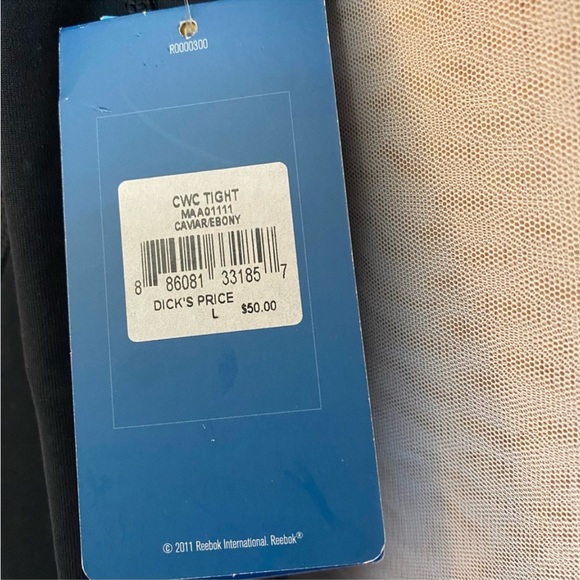 R0000300
CWC TIGHT
MAA01111
CAVIAR/EBONY
8 86081 33185 7
DICK'S PRICE
L $50.00
© 2011 Reebok International. Reebok®